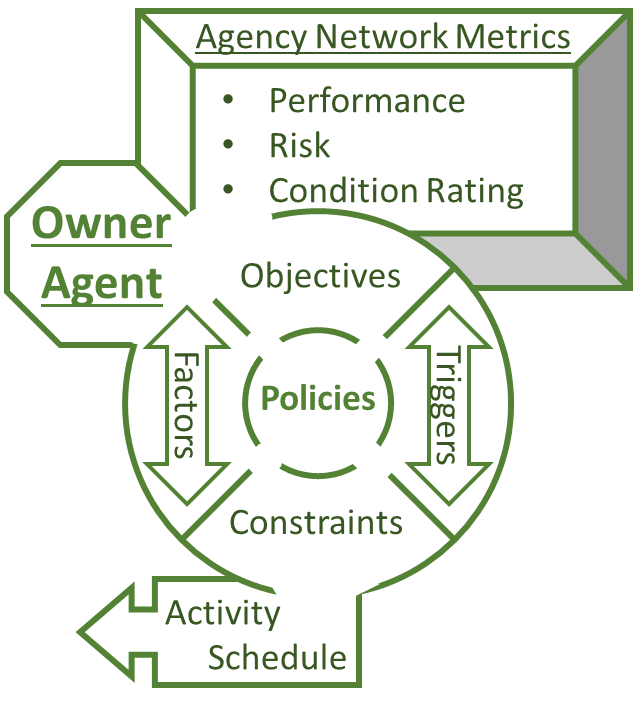 Agency Network Metrics
• Performance
• Risk
• Condition Rating
Owner
Agent
Objectives
Factors
Policies
Triggers
Constraints
Activity
Schedule